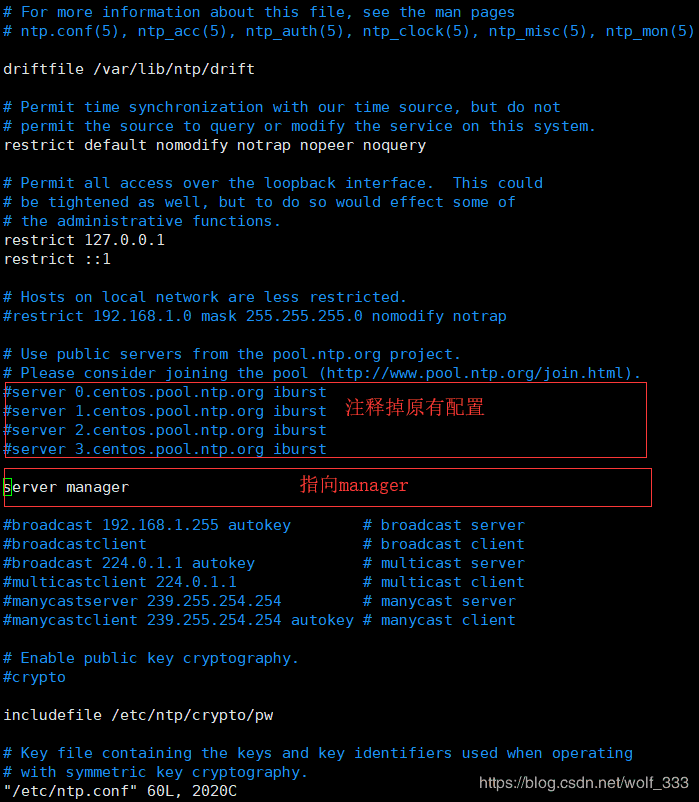 # For more information about this file, see the man pages
# ntp.conf(5), ntp_acc(5), ntp_auth(5), ntp_clock(5), ntp_misc(5), ntp_mon(5)
driftfile /var/lib/ntp/drift
# Permit time synchronization with our time source, but do not
# permit the source to query or modify the service on this system.
restrict default nomodify notrap nopeer noquery
# Permit all access over the loopback interface.  This could
# be tightened as well, but to do so would effect some of
# the administrative functions.
restrict 127.0.0.1
restrict ::1
# Hosts on local network are less restricted.
#restrict 192.168.1.0 mask 255.255.255.0 nomodify notrap
# Use public servers from the pool.ntp.org project.
# Please consider joining the pool (http://www.pool.ntp.org/join.html).
#server 0.centos.pool.ntp.org iburst
#server 1.centos.pool.ntp.org iburst 注释掉原有配置
#server 2.centos.pool.ntp.org iburst
#server 3.centos.pool.ntp.org iburst
server manager 指向manager
#broadcast 192.168.1.255 autokey        # broadcast server
#broadcastclient                        # broadcast client
#broadcast 224.0.1.1 autokey            # multicast server
#multicastclient 224.0.1.1              # multicast client
#manycastserver 239.255.254.254         # manycast server
#manycastclient 239.255.254.254 autokey # manycast client
# Enable public key cryptography.
#crypto
includefile /etc/ntp/crypto/pw
# Key file containing the keys and key identifiers used when operating
# with symmetric key cryptography.
"/etc/ntp.conf" 60L, 2020C
https://blog.csdn.net/wolf_333